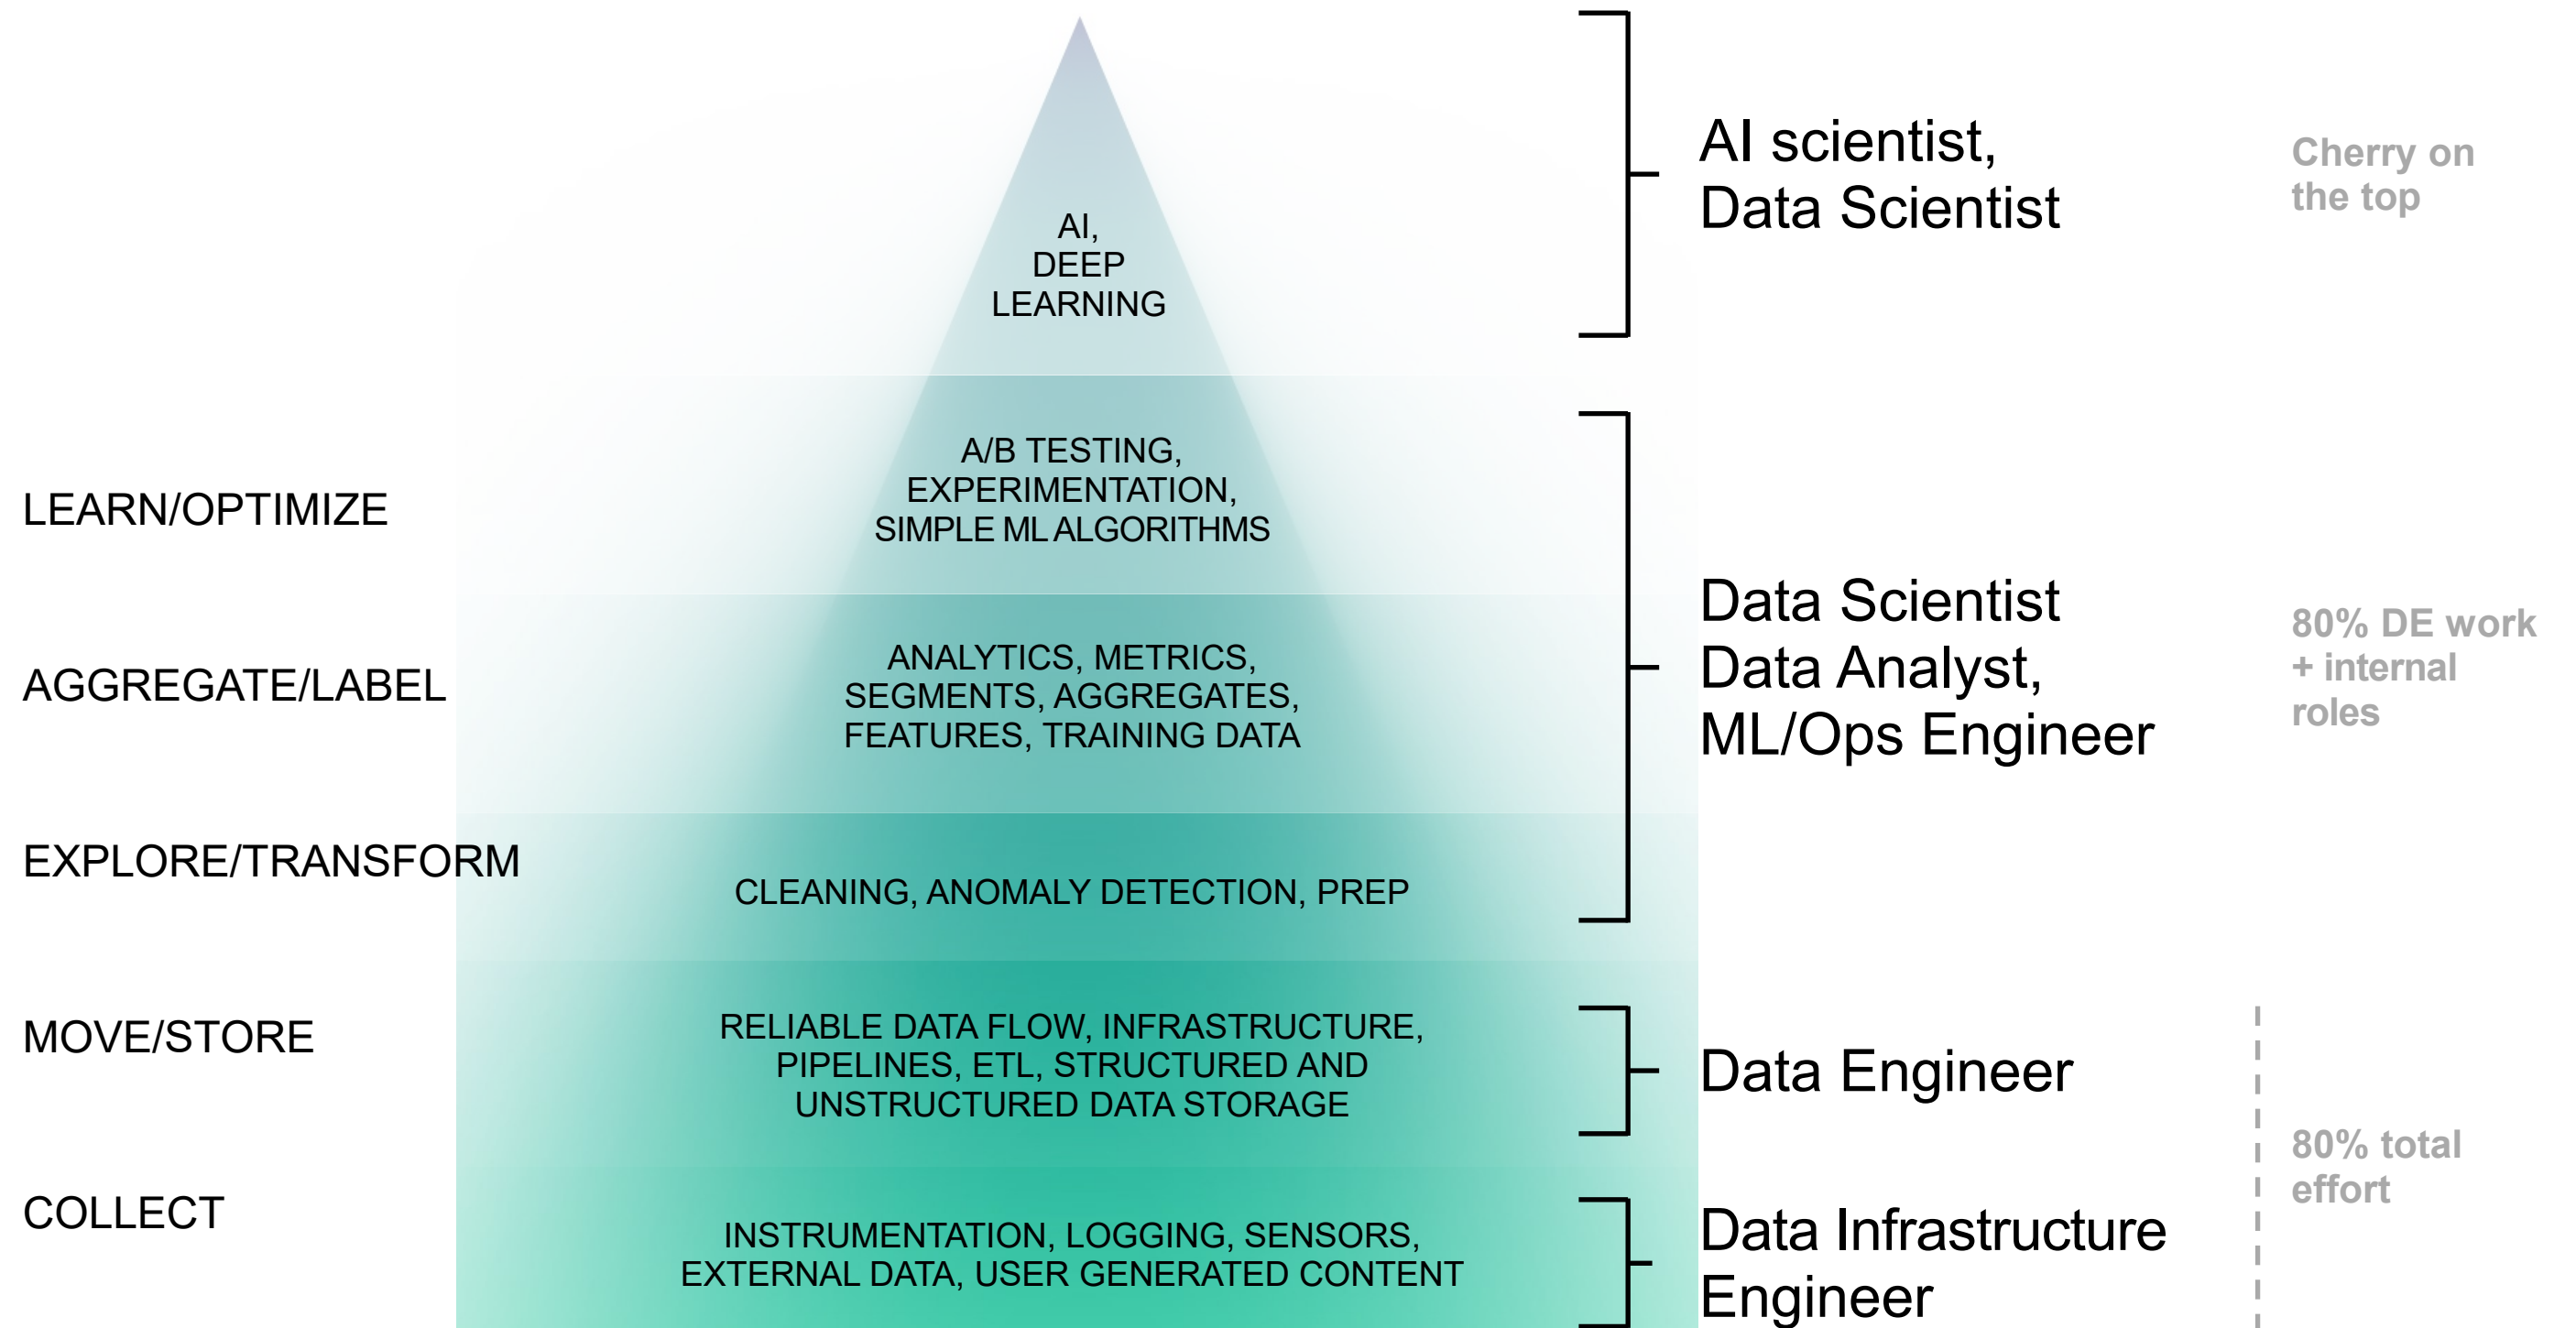 AI,
DEEP
LEARNING
AI scientist,
Data Scientist
Cherry on
the top
LEARN/OPTIMIZE
A/B TESTING,
EXPERIMENTATION,
SIMPLE ML ALGORITHMS
AGGREGATE/LABEL
ANALYTICS, METRICS,
SEGMENTS, AGGREGATES,
FEATURES, TRAINING DATA
EXPLORE/TRANSFORM
CLEANING, ANOMALY DETECTION, PREP
Data Scientist
Data Analyst,
ML/Ops Engineer
80% DE work
+ internal
roles
MOVE/STORE
RELIABLE DATA FLOW, INFRASTRUCTURE,
PIPELINES, ETL, STRUCTURED AND
UNSTRUCTURED DATA STORAGE
Data Engineer
COLLECT
INSTRUMENTATION, LOGGING, SENSORS,
EXTERNAL DATA, USER GENERATED CONTENT
Data Infrastructure
Engineer
80% total
effort